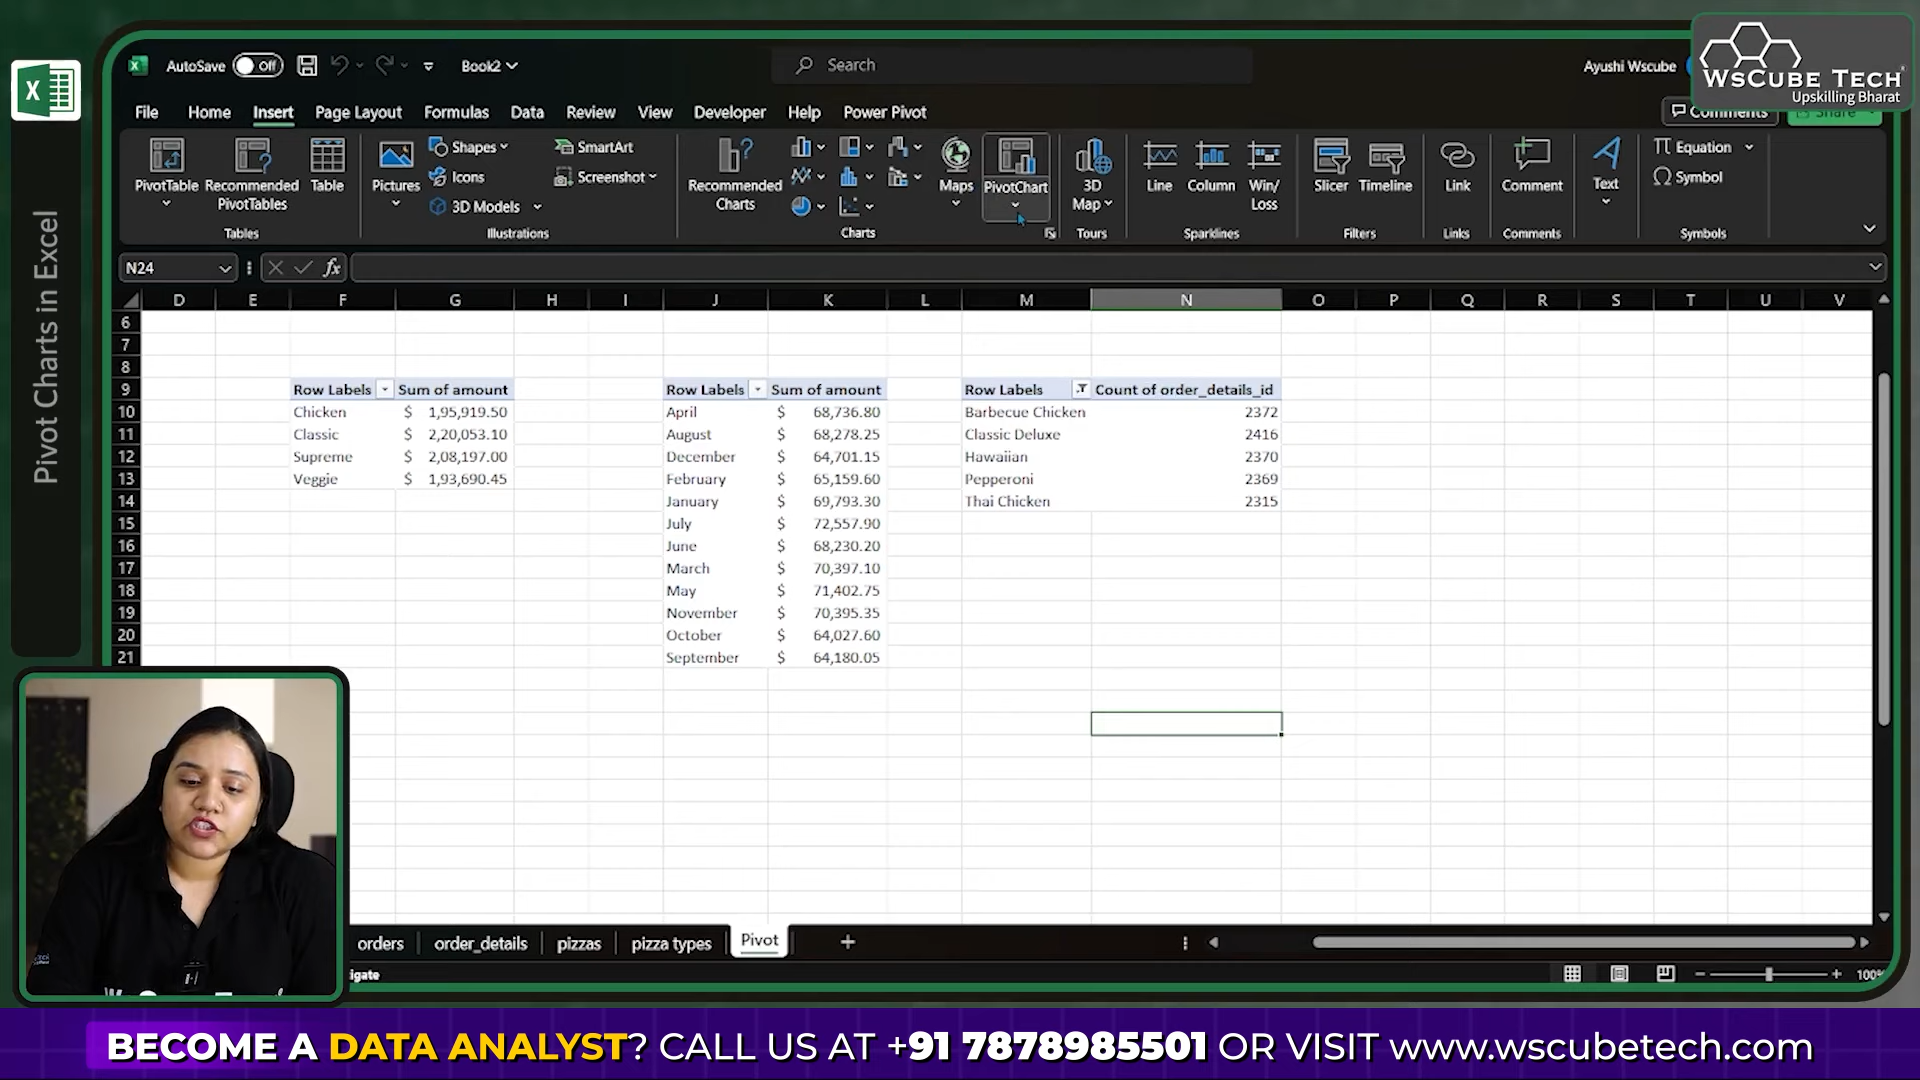 WsCube Tech
Upskilling Bharat
Pivot Charts in Excel
AutoSave Off Book2 Search Ayushi Wscube
File Home Insert Page Layout Formulas Data Review View Developer Help Power Pivot Comments Share
PivotTable Recommended PivotTables Table
Tables
Pictures Shapes Icons 3D Models SmartArt Screenshot
Illustrations
Recommended Charts Maps PivotChart
Charts
3D Map
Tours
Line Column Win/Loss
Sparklines
Slicer Timeline
Filters
Link
Links
Comment
Comments
Text
Equation
Symbol
Symbols
N24 fx
D E F G H I J K L M N O P Q R T U V
6
7
8
9 Row Labels Sum of amount Row Labels Sum of amount Row Labels Count of order_details_id
10 Chicken $ 1,95,919.50 April $ 68,736.80 Barbecue Chicken 2372
11 Classic $ 2,20,053.10 August $ 68,278.25 Classic Deluxe 2416
12 Supreme $ 2,08,197.00 December $ 64,701.15 Hawaiian 2370
13 Veggie $ 1,93,690.45 February $ 65,159.60 Pepperoni 2369
14 January $ 69,793.30 Thai Chicken 2315
15 July $ 72,557.90
16 June $ 68,230.20
17 March $ 70,397.10
18 May $ 71,402.75
19 November $ 70,395.35
20 October $ 64,027.60
21 September $ 64,180.05
orders order_details pizzas pizza types Pivot
igate 100%
BECOME A DATA ANALYST? CALL US AT +91 7878985501 OR VISIT www.wscubetech.com